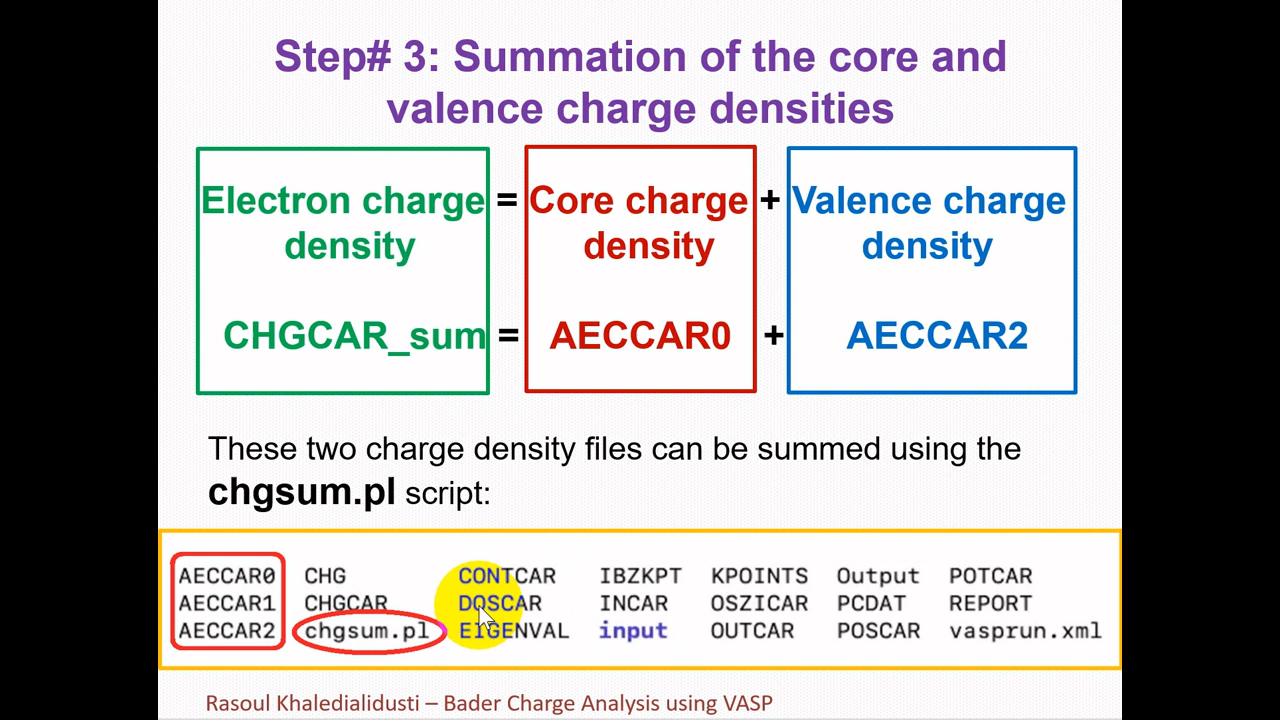 Step# 3: Summation of the core and
valence charge densities
Electron charge = Core charge + Valence charge
density density density
CHGCAR_sum = AECCAR0 + AECCAR2
These two charge density files can be summed using the
chgsum.pl script:
AECCAR0 CHG CONTCAR IBZKPT KPOINTS Output POTCAR
AECCAR1 CHGCAR DOSCAR INCAR OSZICAR PCDAT REPORT
AECCAR2 chgsum.pl EIGENVAL input OUTCAR POSCAR vasprun.xml
Rasoul Khaledialidusti – Bader Charge Analysis using VASP